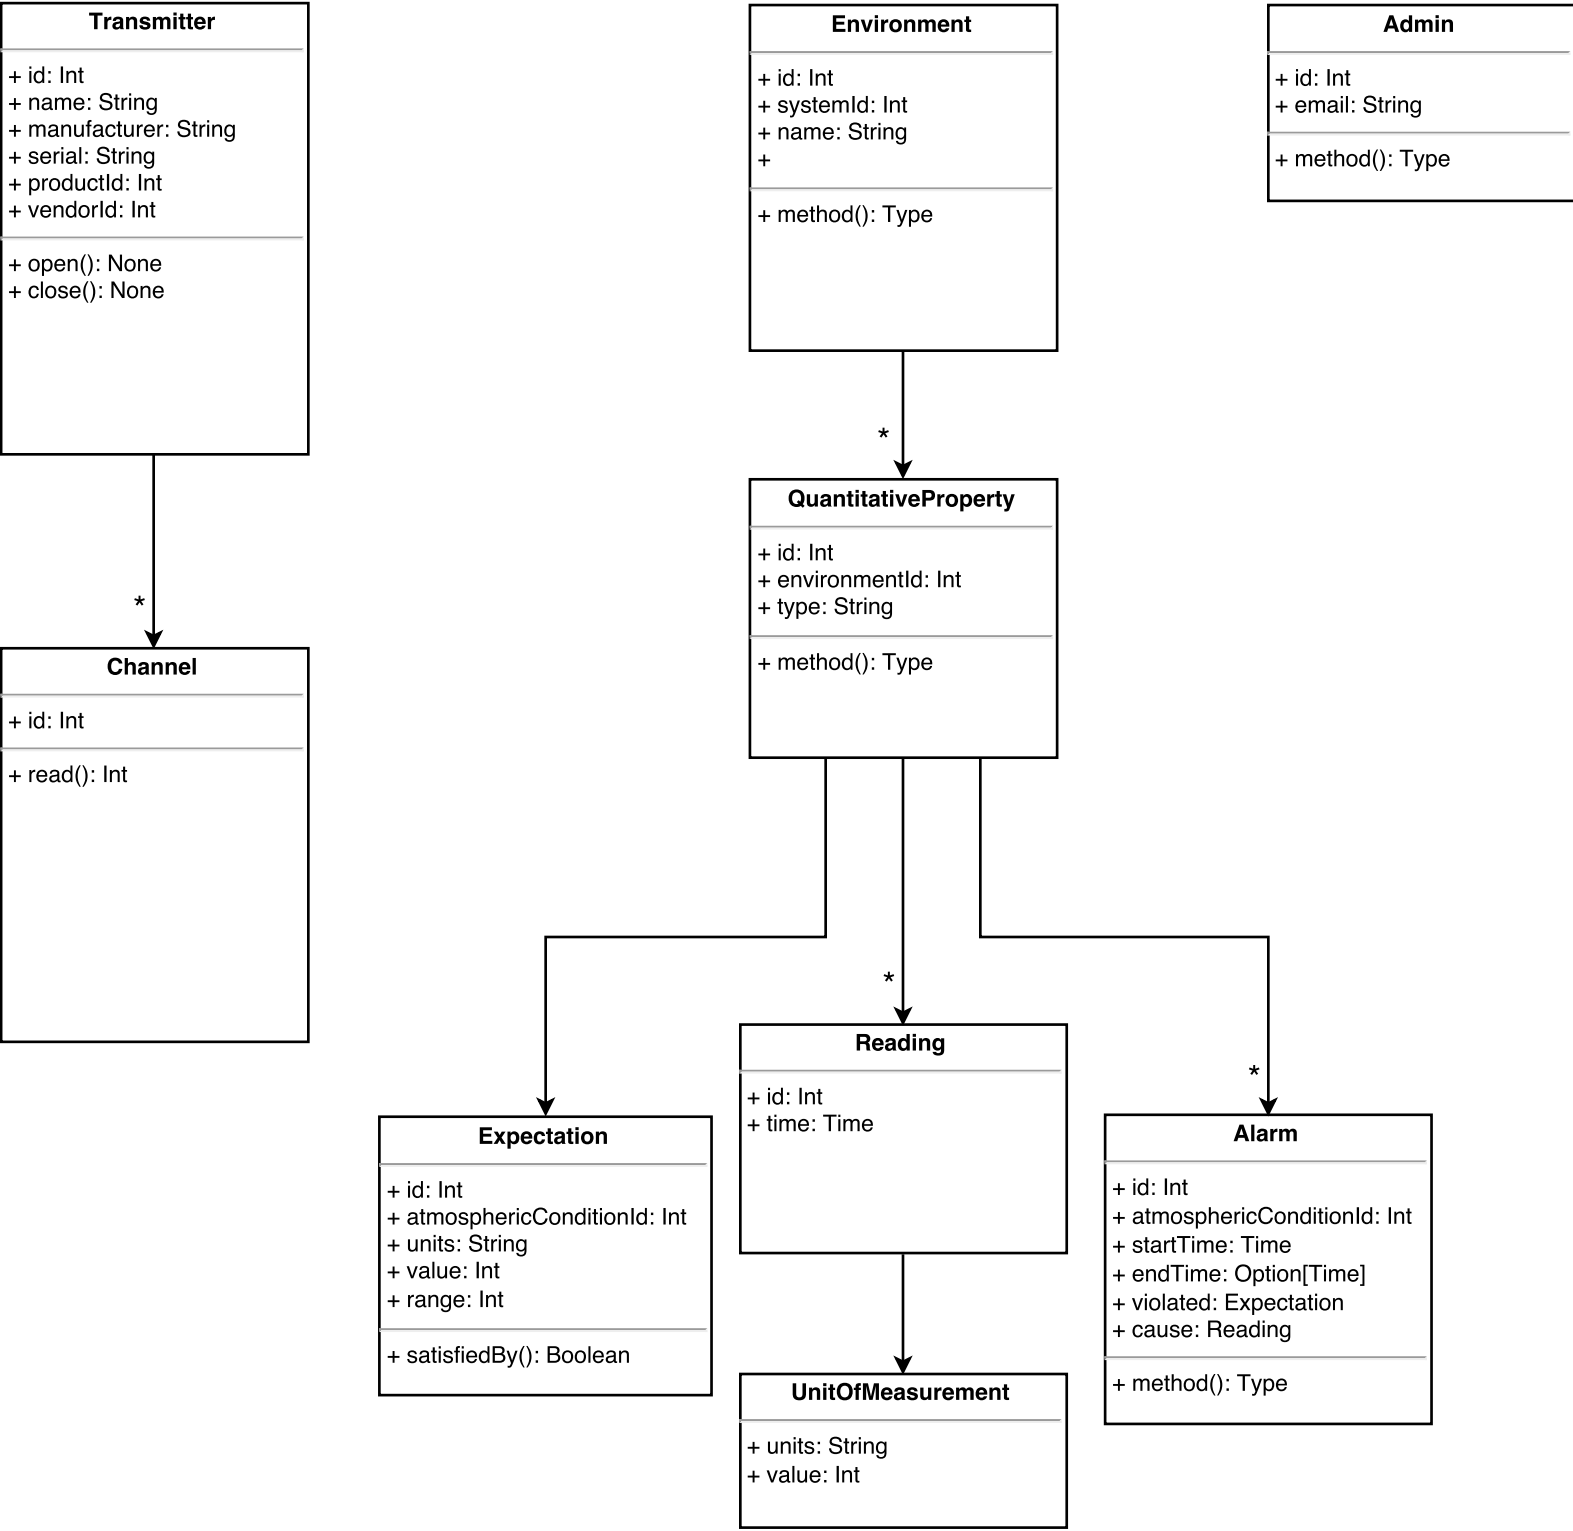 Transmitter
+ id: Int
+ name: String
+ manufacturer: String
+ serial: String
+ productId: Int
+ vendorId: Int
+ open(): None
+ close(): None
*
Channel
+ id: Int
+ read(): Int
Environment
+ id: Int
+ systemId: Int
+ name: String
+
+ method(): Type
*
QuantitativeProperty
+ id: Int
+ environmentId: Int
+ type: String
+ method(): Type
Admin
+ id: Int
+ email: String
+ method(): Type
Expectation
+ id: Int
+ atmosphericConditionId: Int
+ units: String
+ value: Int
+ range: Int
+ satisfiedBy(): Boolean
*
Reading
+ id: Int
+ time: Time
UnitOfMeasurement
+ units: String
+ value: Int
*
Alarm
+ id: Int
+ atmosphericConditionId: Int
+ startTime: Time
+ endTime: Option[Time]
+ violated: Expectation
+ cause: Reading
+ method(): Type